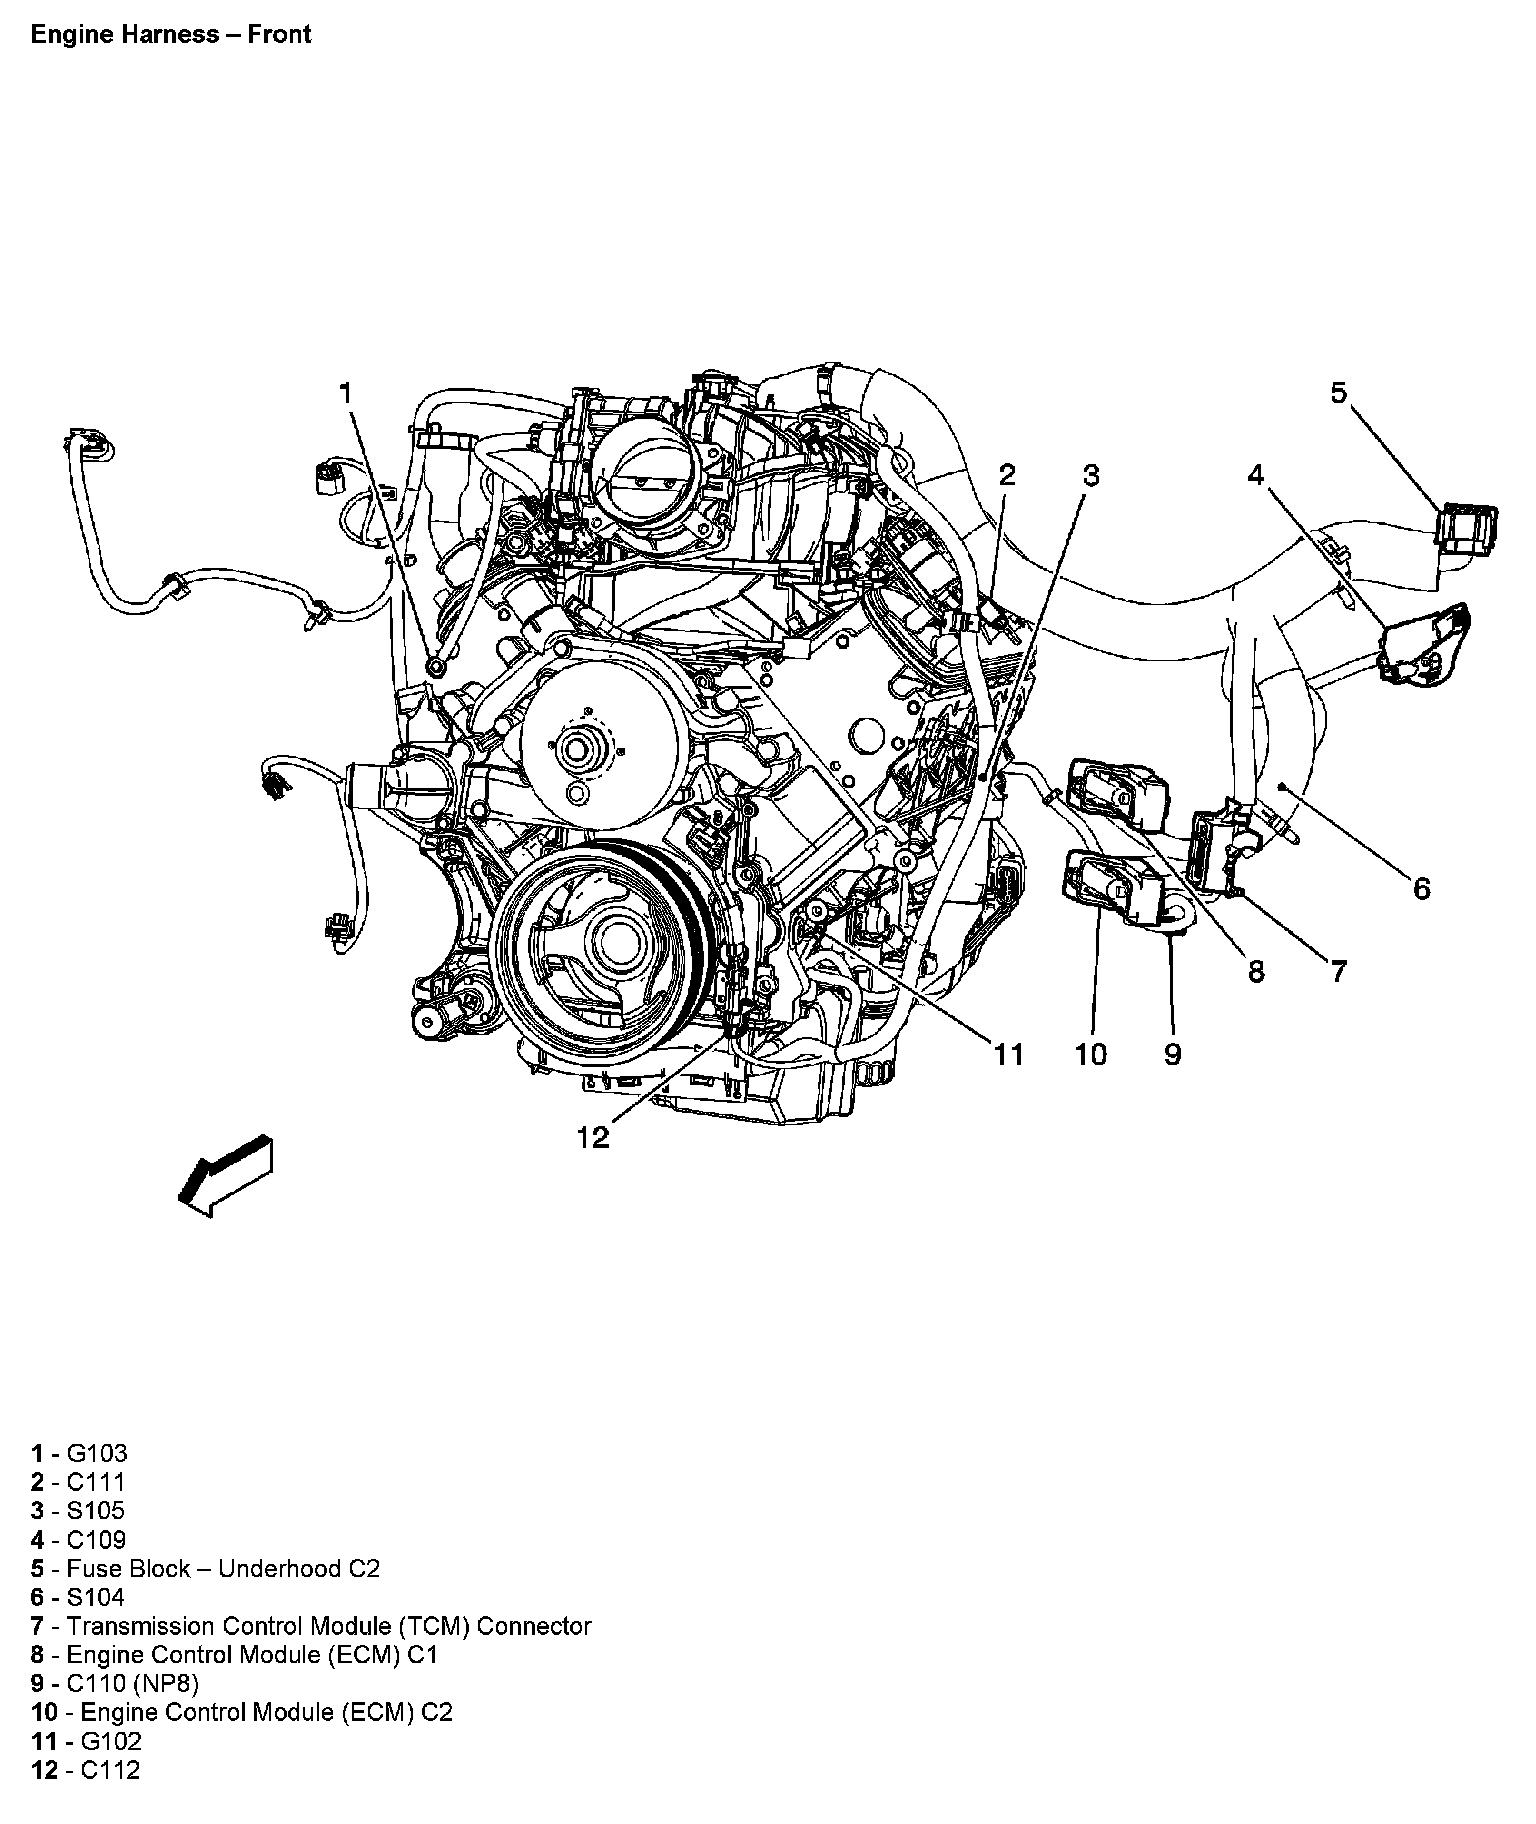 Engine Harness – Front
1
5
2
3
4
6
8
7
11
10
9
12
1 - G103
2 - C111
3 - S105
4 - C109
5 - Fuse Block – Underhood C2
6 - S104
7 - Transmission Control Module (TCM) Connector
8 - Engine Control Module (ECM) C1
9 - C110 (NP8)
10 - Engine Control Module (ECM) C2
11 - G102
12 - C112